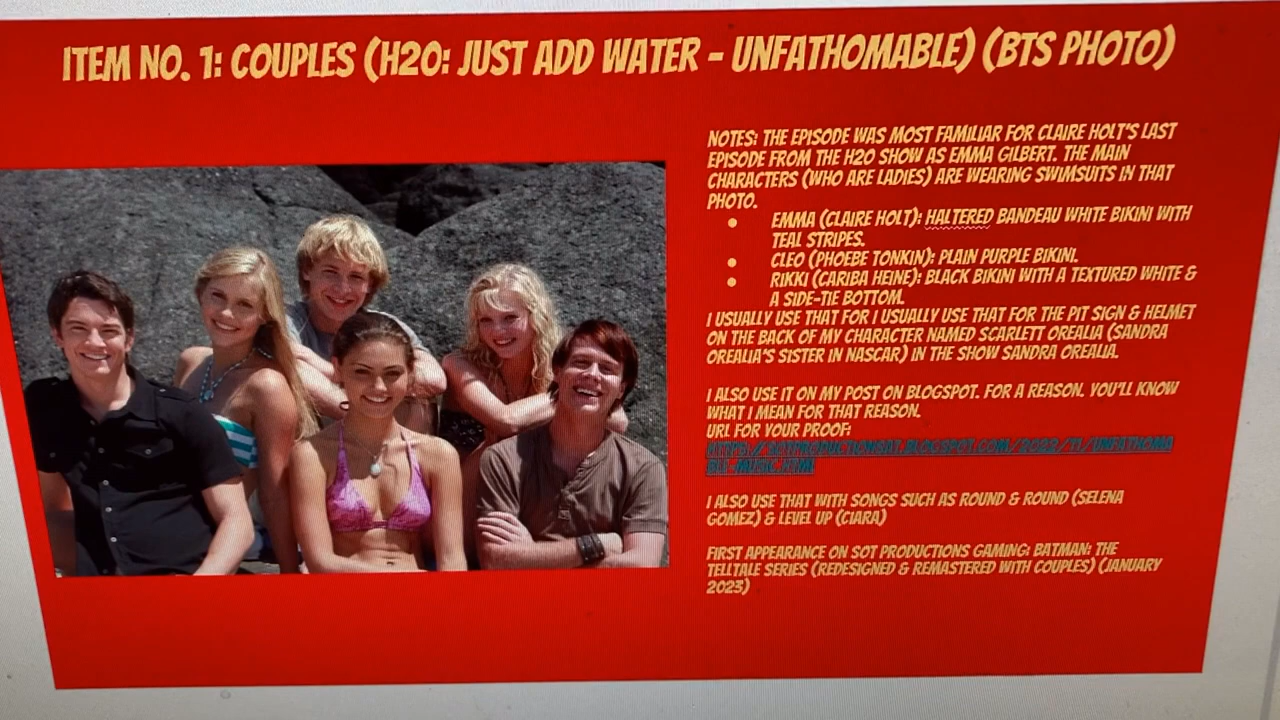 ITEM NO. 1: COUPLES (H2O: JUST ADD WATER - UNFATHOMABLE) (BTS PHOTO)
NOTES: THE EPISODE WAS MOST FAMILIAR FOR CLAIRE HOLT'S LAST
EPISODE FROM THE H2O SHOW AS EMMA GILBERT. THE MAIN
CHARACTERS (WHO ARE LADIES) ARE WEARING SWIMSUITS IN THAT
PHOTO.
● EMMA (CLAIRE HOLT): HALTERED BANDEAU WHITE BIKINI WITH
TEAL STRIPES.
● CLEO (PHOEBE TONKIN): PLAIN PURPLE BIKINI.
● RIKKI (CARIBA HEINE): BLACK BIKINI WITH A TEXTURED WHITE &
A SIDE-TIE BOTTOM.
I USUALLY USE THAT FOR I USUALLY USE THAT FOR THE PIT SIGN & HELMET
ON THE BACK OF MY CHARACTER NAMED SCARLETT OREALIA (SANDRA
OREALIA'S SISTER IN NASCAR) IN THE SHOW SANDRA OREALIA.
I ALSO USE IT ON MY POST ON BLOGSPOT. FOR A REASON. YOU'LL KNOW
WHAT I MEAN FOR THAT REASON.
URL FOR YOUR PROOF:
I ALSO USE THAT WITH SONGS SUCH AS ROUND & ROUND (SELENA
GOMEZ) & LEVEL UP (CIARA)
FIRST APPEARANCE ON SOT PRODUCTIONS GAMING: BATMAN: THE
TELLTALE SERIES (REDESIGNED & REMASTERED WITH COUPLES) (JANUARY
2023)